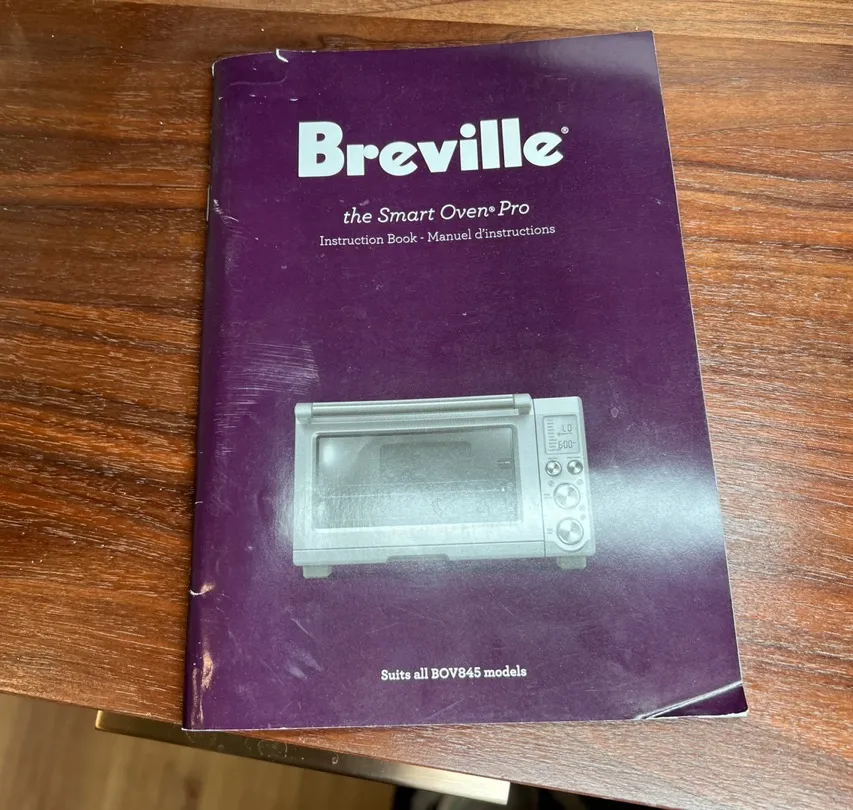 Breville®
the Smart Oven® Pro
Instruction Book - Manuel d'instructions
Suits all BOV845 models